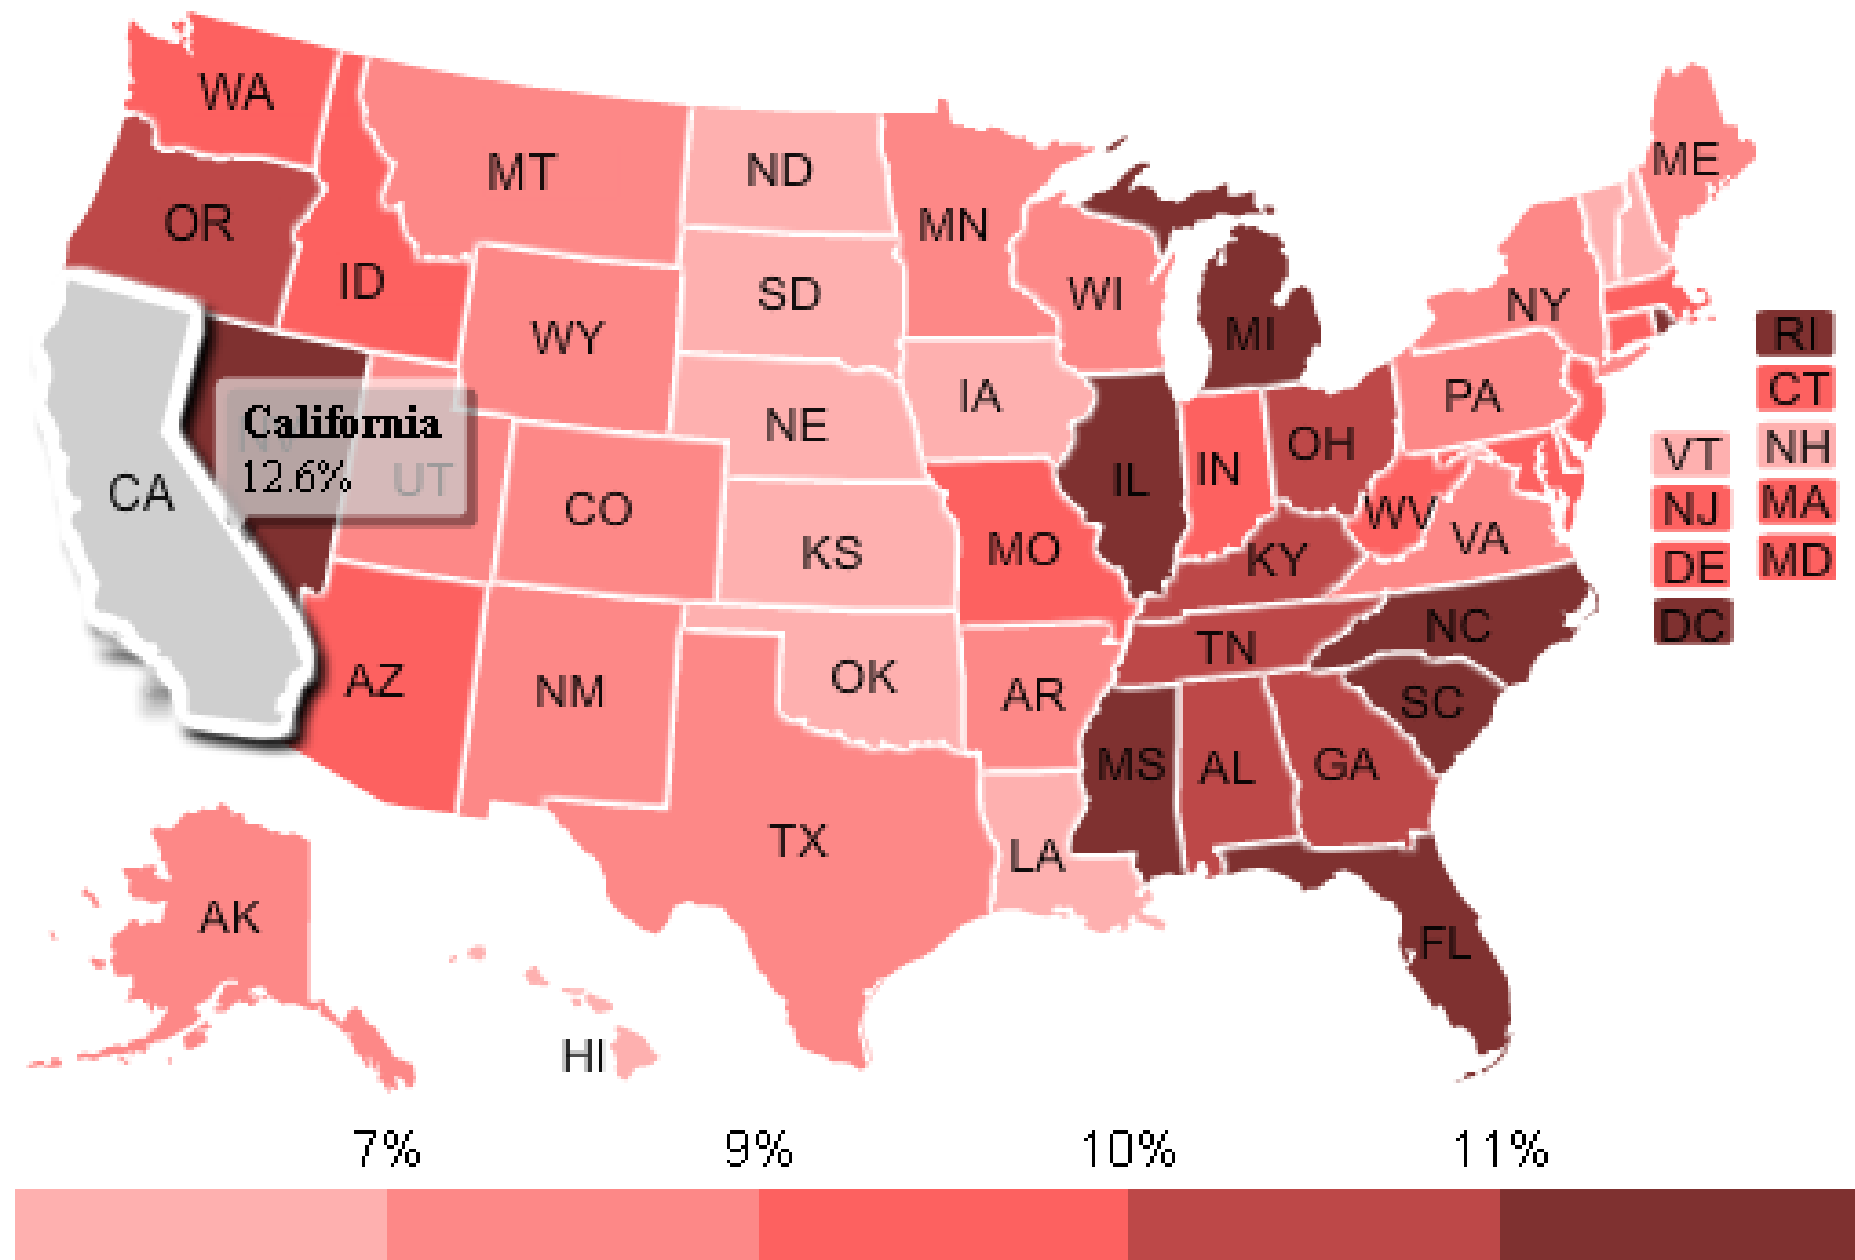 WA
MT
ND
MN
ME
OR
ID
SD
WI
NY
WY
MI
RI
CT
IA
PA
NE
California
12.6%
NV
UT
CA
CO
KS
MO
IL
IN
OH
WV
VA
KY
VT
NH
NJ
MA
DE
MD
DC
NC
TN
SC
AZ
NM
OK
AR
MS
AL
GA
TX
LA
AK
FL
HI
7%
9%
10%
11%